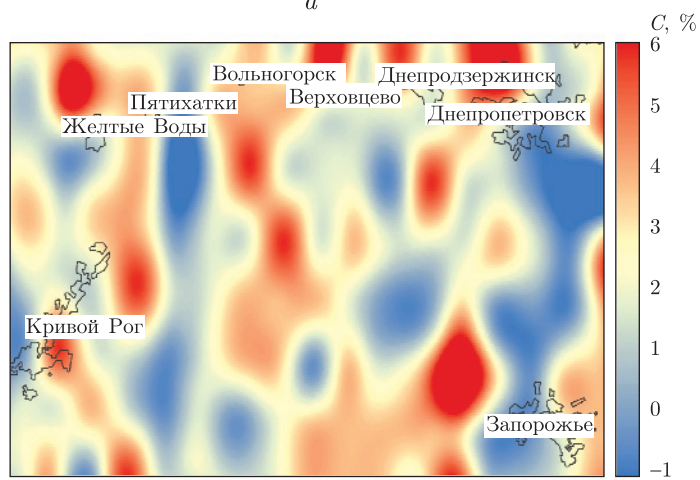 a
C, %
Вольногорск
Днепродзержинск
Пятихатки
Верховцево
Желтые Воды
Днепропетровск
Кривой Рог
Запорожье
6
5
4
3
2
1
0
–1